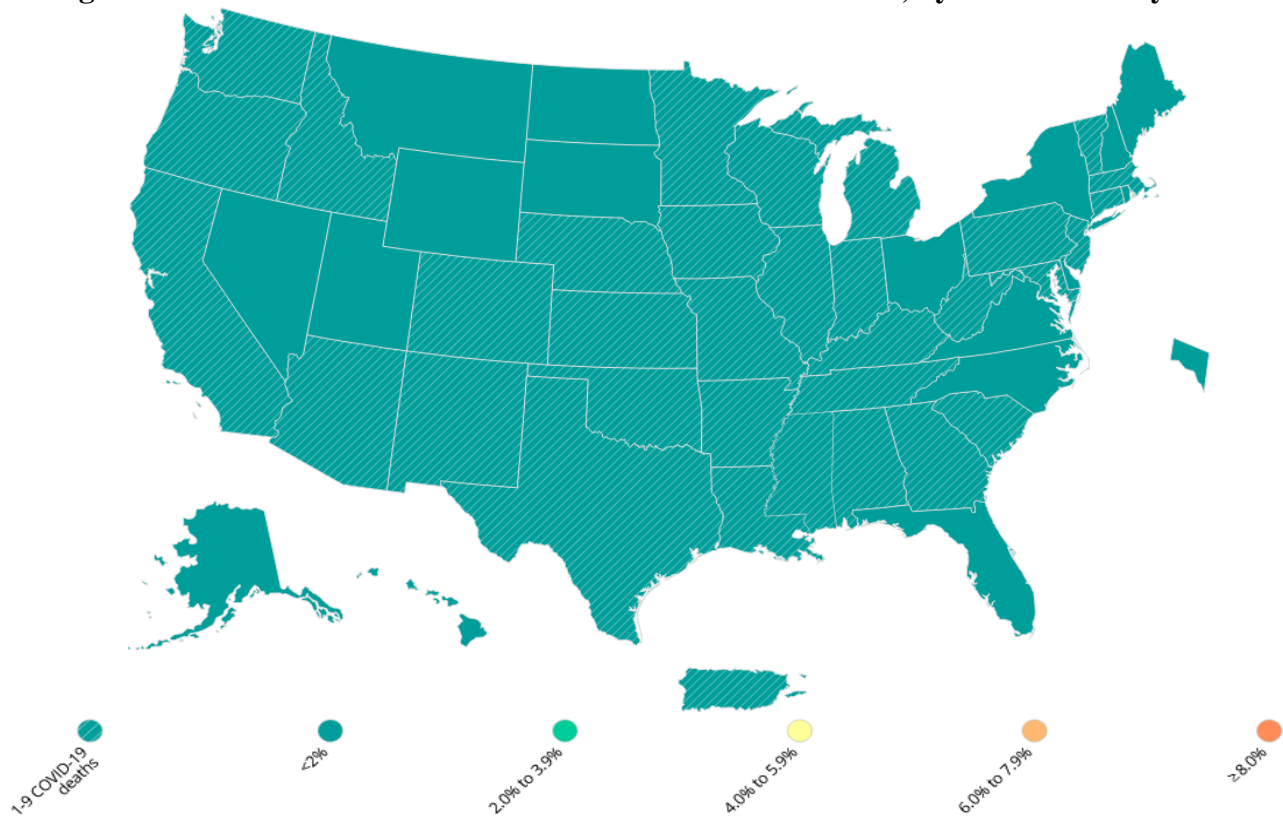 1-9 COVID-19
deaths
<2%
2.0% to 3.9%
4.0% to 5.9%
6.0% to 7.9%
≥8.0%